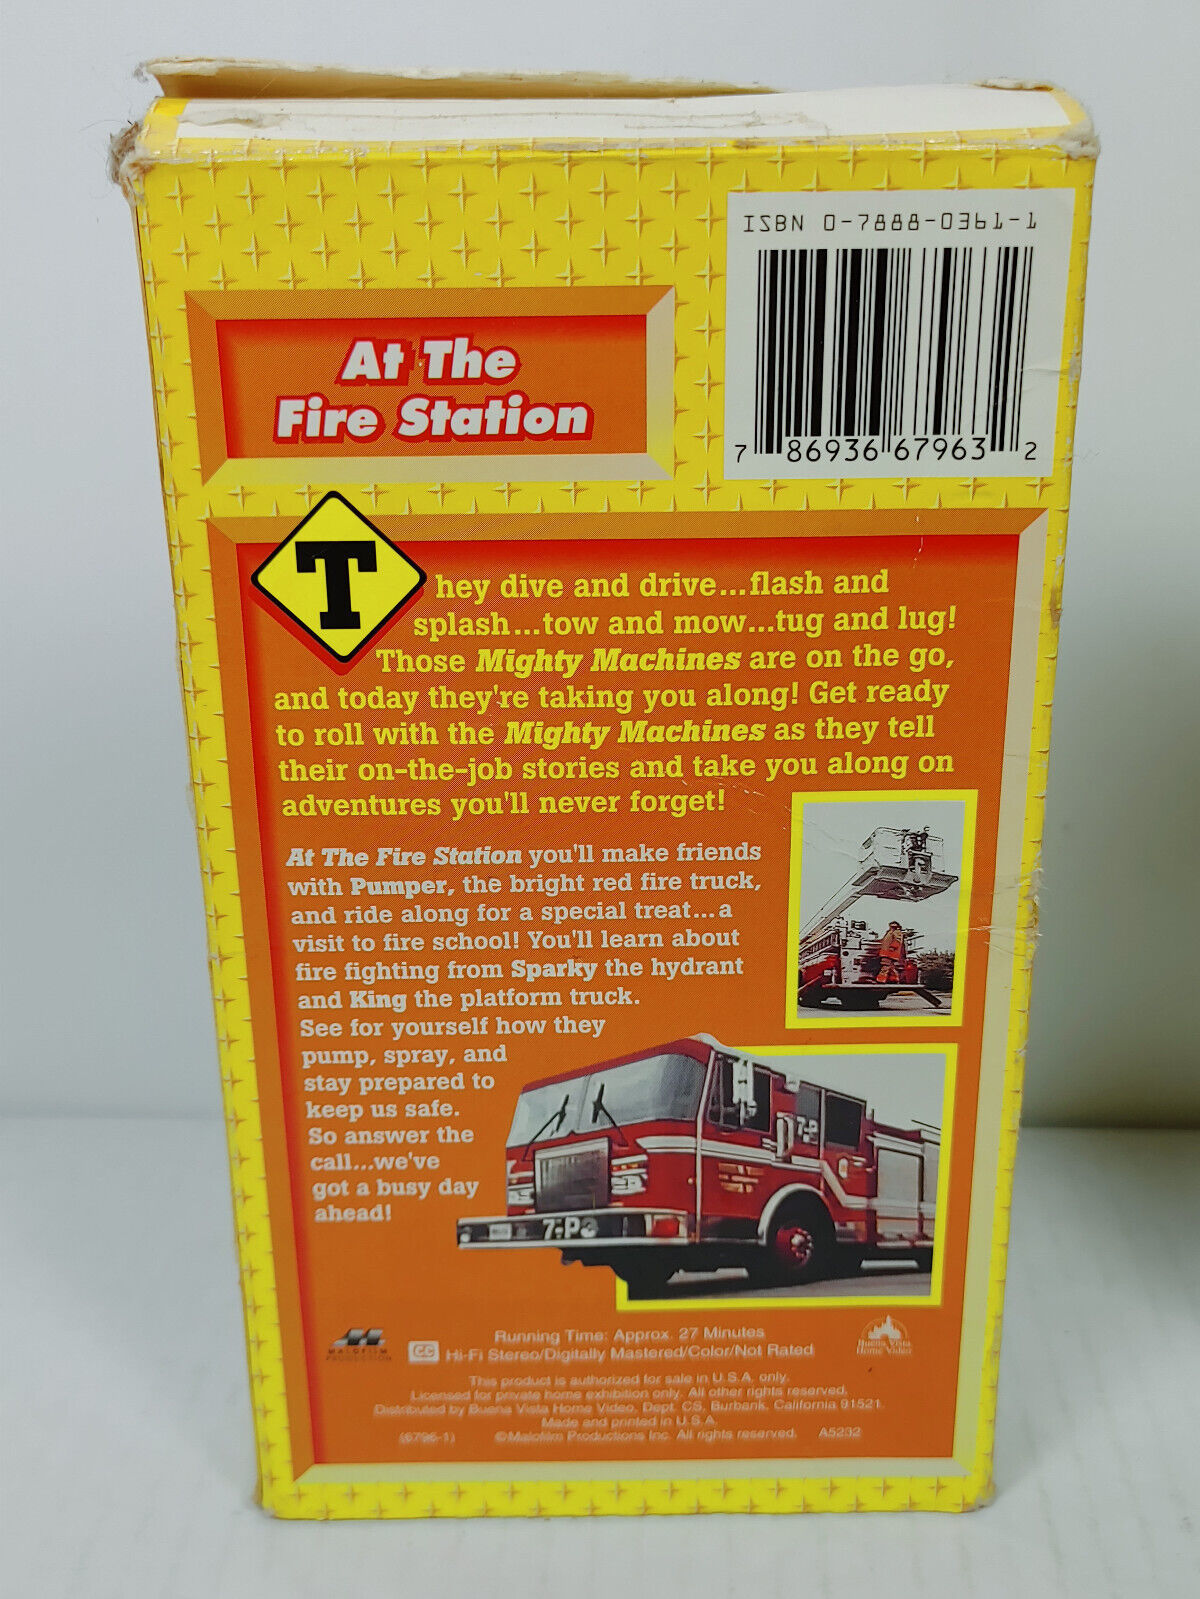 ISBN 0-7888-0361-1
7 86936 67963 2
At The
Fire Station
They dive and drive...flash and
splash...tow and mow...tug and lug!
Those Mighty Machines are on the go,
and today they're taking you along! Get ready
to roll with the Mighty Machines as they tell
their on-the-job stories and take you along on
adventures you'll never forget!
At The Fire Station you'll make friends
with Pumper, the bright red fire truck,
and ride along for a special treat...a
visit to fire school! You'll learn about
fire fighting from Sparky the hydrant
and King the platform truck.
See for yourself how they
pump, spray, and
stay prepared to
keep us safe.
So answer the
call...we've
got a busy day
ahead!
7-P
7-P
MALOFILM
PRODUCTION
CC
Running Time: Approx. 27 Minutes
Hi-Fi Stereo/Digitally Mastered/Color/Not Rated
Buena Vista
Home Video
This product is authorized for sale in U.S.A. only.
Licensed for private home exhibition only. All other rights reserved.
Distributed by Buena Vista Home Video, Dept. CS, Burbank, California 91521.
Made and printed in U.S.A.
(6796-1) ©Malofilm Productions Inc. All rights reserved. A5232